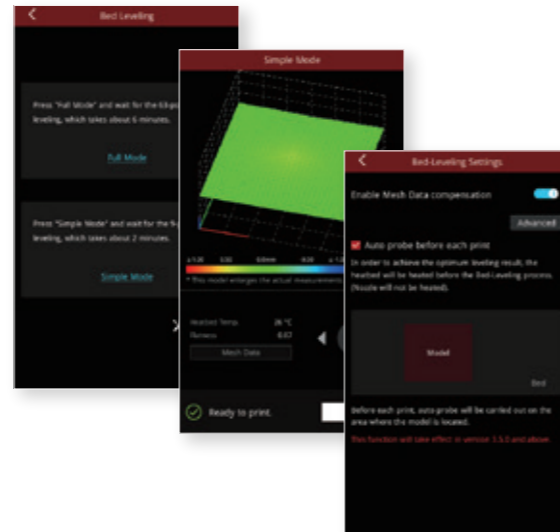 Bed Leveling
Press "Full Mode" and wait for the 63-po
leveling, which takes about 6 minutes.
Full Mode
Press "Simple Mode" and wait for the 9-p
leveling, which takes about 2 minutes.
Simple Mode
Simple Mode
0.0mm
* This model enlarges the actual measurements
Heatbed Temp. 26 °C
0.07
Mesh Data
Ready to print.
Bed-Leveling Settings
Enable Mesh Data compensation
Advanced
Auto probe before each print
In order to achieve the optimum leveling result, the
heatbed will be heated before the Bed-Leveling process
(Nozzle will not be heated).
Model
Bed
Before each print, auto probe will be carried out on the
area where the model is located.
This function will take effect in version 1.5.0 and above